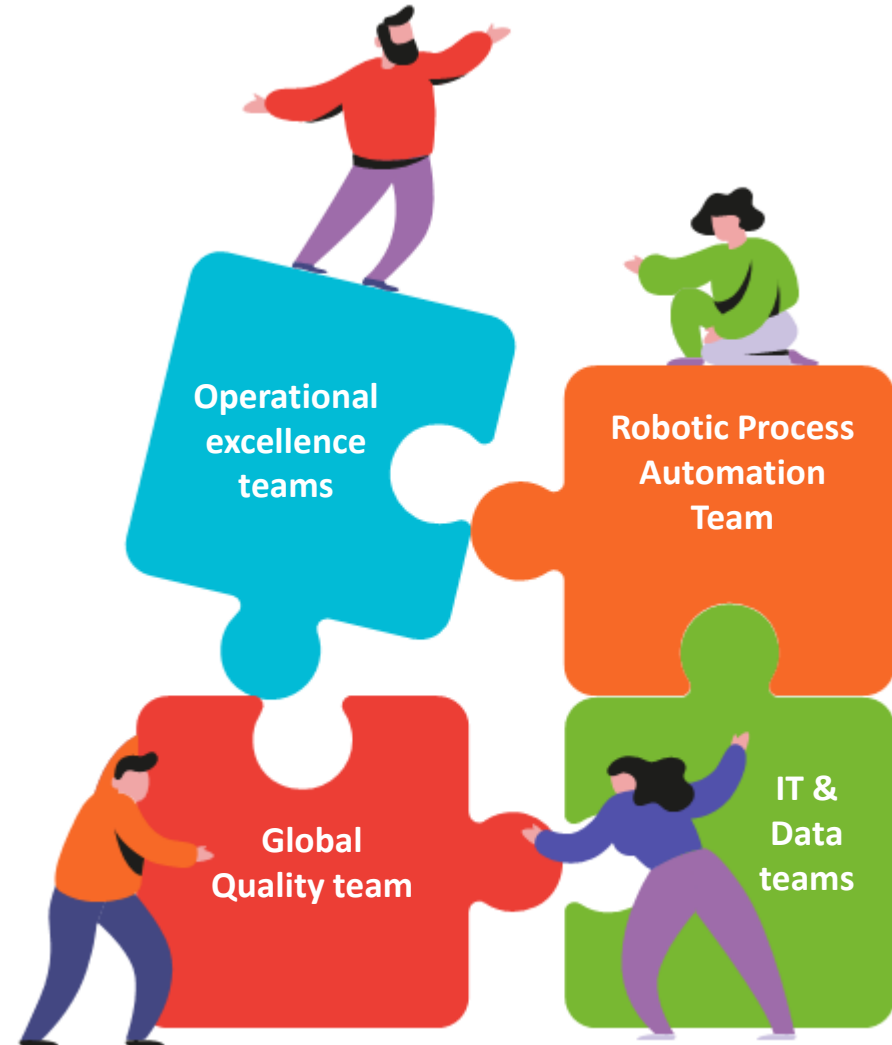 Operational
excellence
teams
Robotic Process
Automation
Team
Global
Quality team
IT &
Data
teams